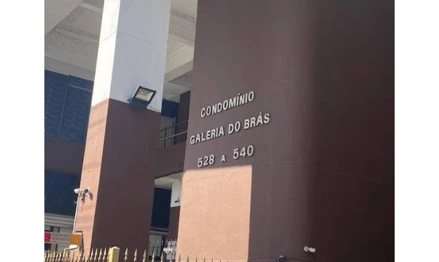 CONDOMÍNIO
GALERIA DO BRÁS
528 A 540